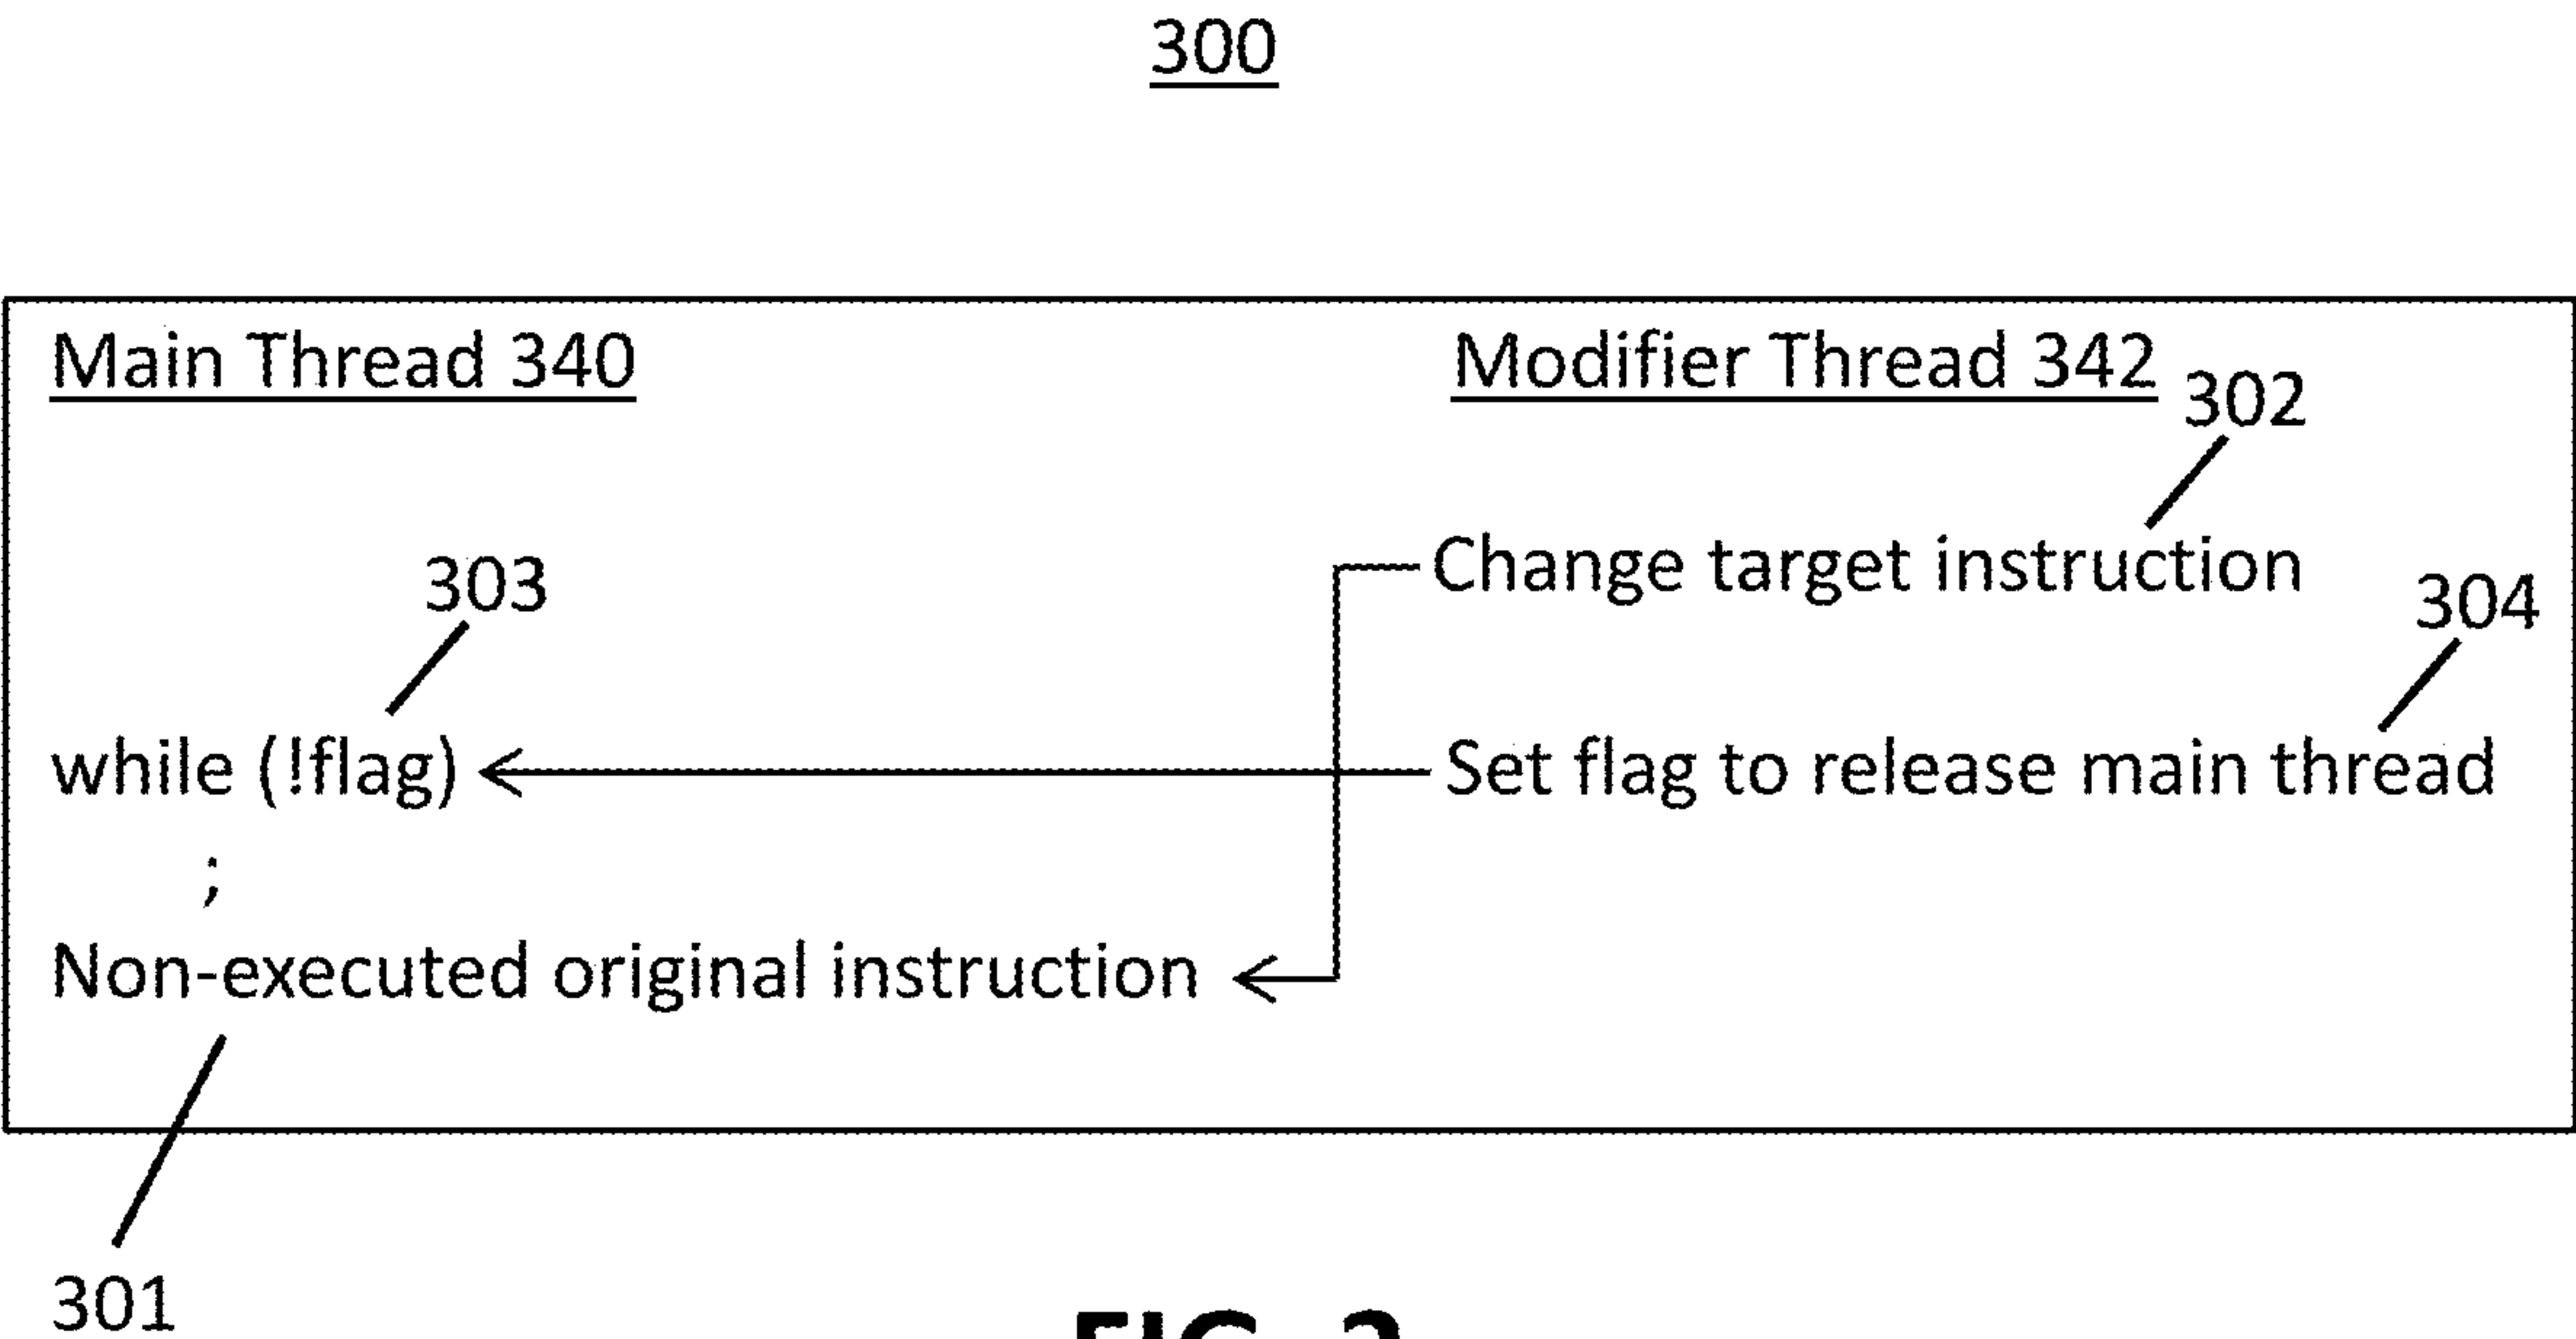 300
Main Thread 340
Modifier Thread 342
302
Change target instruction
303
304
while (!flag)
Set flag to release main thread
;
Non-executed original instruction
301